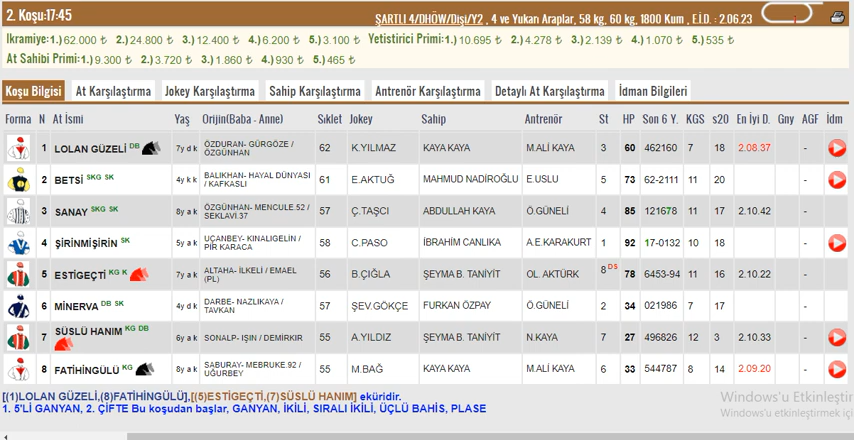 2. Koşu:17:45 ŞARTLI 4/DHÖW/Dişi/Y2 , 4 ve Yukarı Araplar, 58 kg, 60 kg, 1800 Kum , E.İ.D. : 2.06.23
Ikramiye:1.) 62.000 ₺ 2.) 24.800 ₺ 3.) 12.400 ₺ 4.) 6.200 ₺ 5.) 3.100 ₺ Yetistirici Primi:1.) 10.695 ₺ 2.) 4.278 ₺ 3.) 2.139 ₺ 4.) 1.070 ₺ 5.) 535 ₺
At Sahibi Primi:1.) 9.300 ₺ 2.) 3.720 ₺ 3.) 1.860 ₺ 4.) 930 ₺ 5.) 465 ₺
Koşu Bilgisi At Karşılaştırma Jokey Karşılaştırma Sahip Karşılaştırma Antrenör Karşılaştırma Detaylı At Karşılaştırma İdman Bilgileri
Forma N At İsmi Yaş Orijin(Baba - Anne) Sıklet Jokey Sahip Antrenör St HP Son 6 Y. KGS s20 En İyi D. Gny AGF İdm
1 LOLAN GÜZELİ DB 7y d k ÖZDURAN- GÜRGÖZE / ÖZGÜNHAN 62 K.YILMAZ KAYA KAYA M.ALİ KAYA 3 60 462160 7 18 2.08.37 -
2 BETSİ SKG SK 4y k k BALIKHAN- HAYAL DÜNYASI / KAFKASLI 61 E.AKTUĞ MAHMUD NADİROĞLU E.USLU 5 73 62-2111 11 20 -
3 SANAY SKG SK 8y a k ÖZGÜNHAN- MENCULE.52 / SEKLAVİ.37 57 Ç.TAŞCI ABDULLAH KAYA Ö.GÜNELİ 4 85 121678 11 17 2.10.42 -
4 ŞİRİNMİŞİRİN SK 5y a k UÇANBEY- KINALIGELİN / PİR KARACA 58 C.PASO İBRAHİM CANLIKA A.E.KARAKURT 1 92 17-0132 10 18 -
5 ESTİGEÇTİ KG K 7y a k ALTAHA- İLKELİ / EMAEL (PL) 56 B.ÇIĞLA ŞEYMA B. TANİYİT OL. AKTÜRK 8 DS 78 6453-94 11 16 2.10.22 -
6 MİNERVA DB SK 4y d k DARBE- NAZLIKAYA / TAVKAN 57 ŞEV.GÖKÇE FURKAN ÖZPAY Ö.GÜNELİ 2 34 021986 7 17 -
7 SÜSLÜ HANIM KG DB 6y a k SONALP- IŞIN / DEMİRKIR 55 A.YILDIZ ŞEYMA B. TANİYİT N.KAYA 7 27 496826 12 3 2.10.33 -
8 FATİHİNGÜLÜ KG 8y a k SABURAY- MEBRUKE.92 / UĞURBEY 55 M.BAĞ KAYA KAYA M.ALİ KAYA 6 33 544787 8 14 2.09.20 -
[(1)LOLAN GÜZELİ,(8)FATİHİNGÜLÜ],[(5)ESTİGEÇTİ,(7)SÜSLÜ HANIM] eküridir.
1. 5'Lİ GANYAN, 2. ÇİFTE Bu koşudan başlar, GANYAN, İKİLİ, SIRALI İKİLİ, ÜÇLÜ BAHİS, PLASE
Windows'u Etkinleştir
Windows'u etkinleştirmek içi